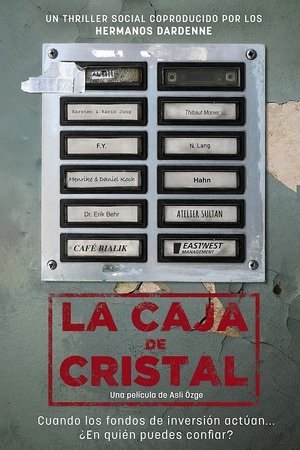 UN THRILLER SOCIAL COPRODUCIDO POR LOS
HERMANOS DARDENNE
Karsten & Karin Jung
Thibaut Monier
F.Y.
N. Lang
Henrike & Daniel Koch
Hahn
Dr. Erik Behr
ATELIER SULTAN
CAFÉ BIALIK
EASTWEST
MANAGEMENT
LA CAJA
DE
CRISTAL
Una película de Asli Özge
Cuando los fondos de inversión actúan...
¿En quién puedes confiar?